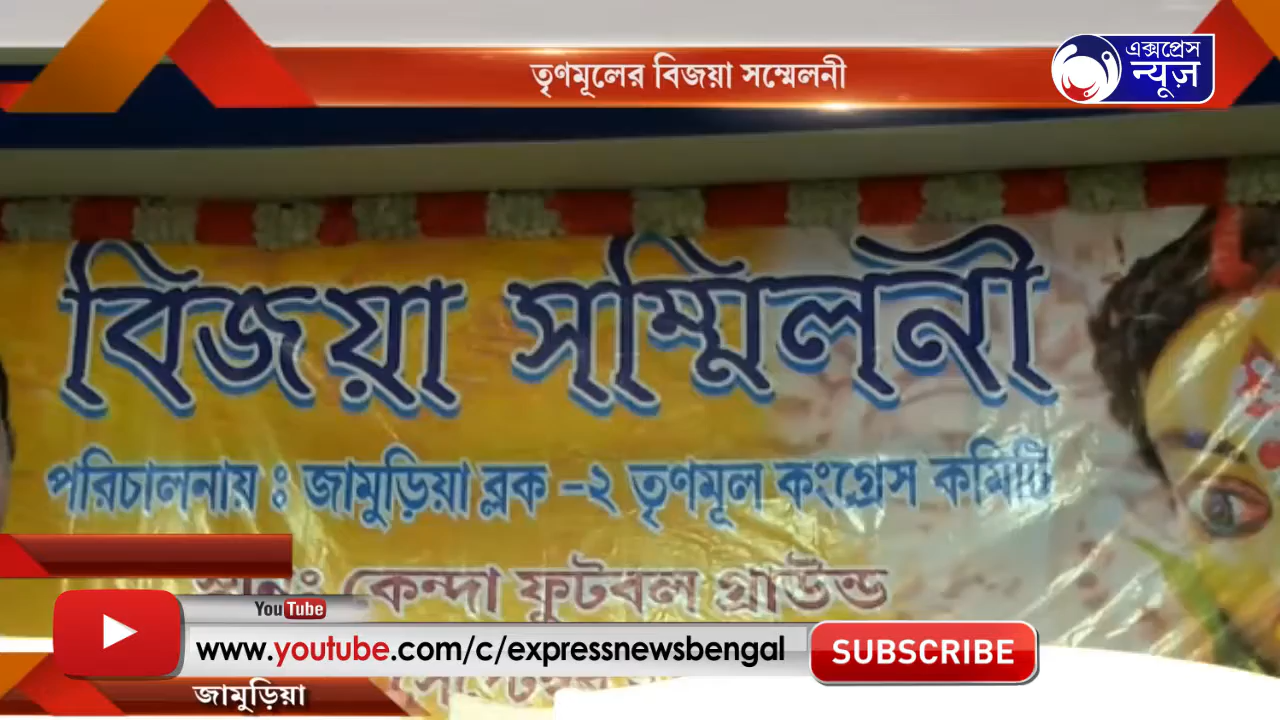 তৃণমূলের বিজয়া সম্মেলনী
এক্সপ্রেস
ন্যূজ়
বিজয়া সম্মিলনী
পরিচালনায় : জামুড়িয়া ব্লক -২ তৃণমূল কংগ্রেস কমিটি
কেন্দা ফুটবল গ্রাউন্ড
YouTube
www.youtube.com/c/expressnewsbengal
SUBSCRIBE
জামুড়িয়া